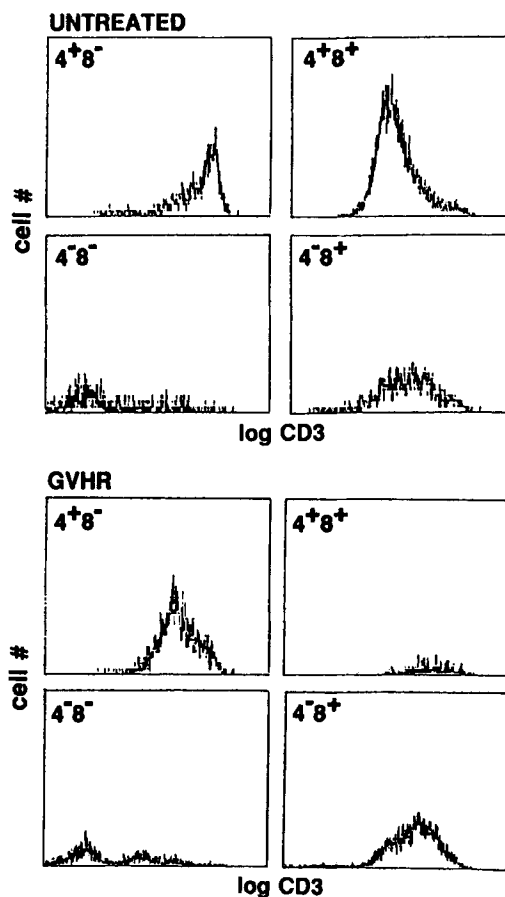 UNTREATED
4+8- 4+8+
cell #
4-8- 4-8+
log CD3
GVHR
4+8- 4+8+
cell #
4-8- 4-8+
log CD3